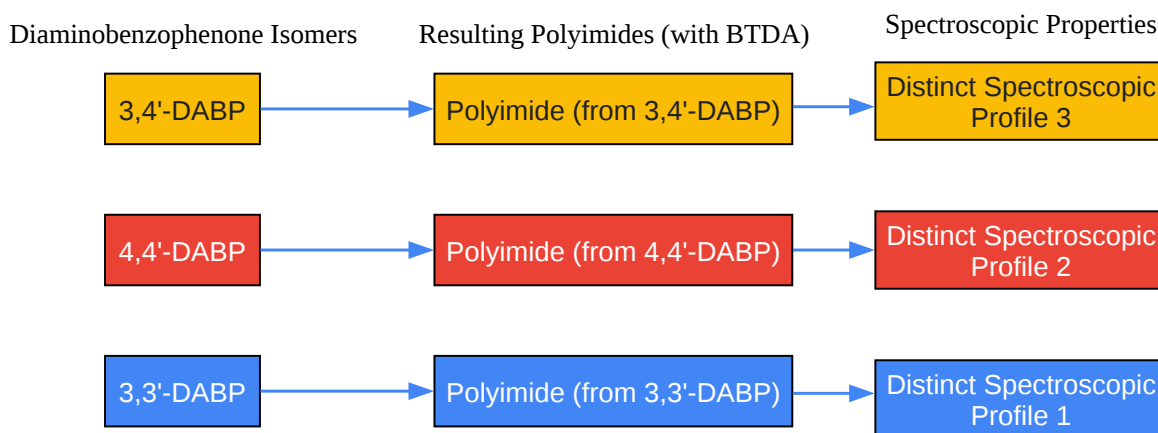 Diaminobenzophenone Isomers
Resulting Polyimides (with BTDA)
Spectroscopic Properties
3,4'-DABP
Polyimide (from 3,4'-DABP)
Distinct Spectroscopic
Profile 3
4,4'-DABP
Polyimide (from 4,4'-DABP)
Distinct Spectroscopic
Profile 2
3,3'-DABP
Polyimide (from 3,3'-DABP)
Distinct Spectroscopic
Profile 1